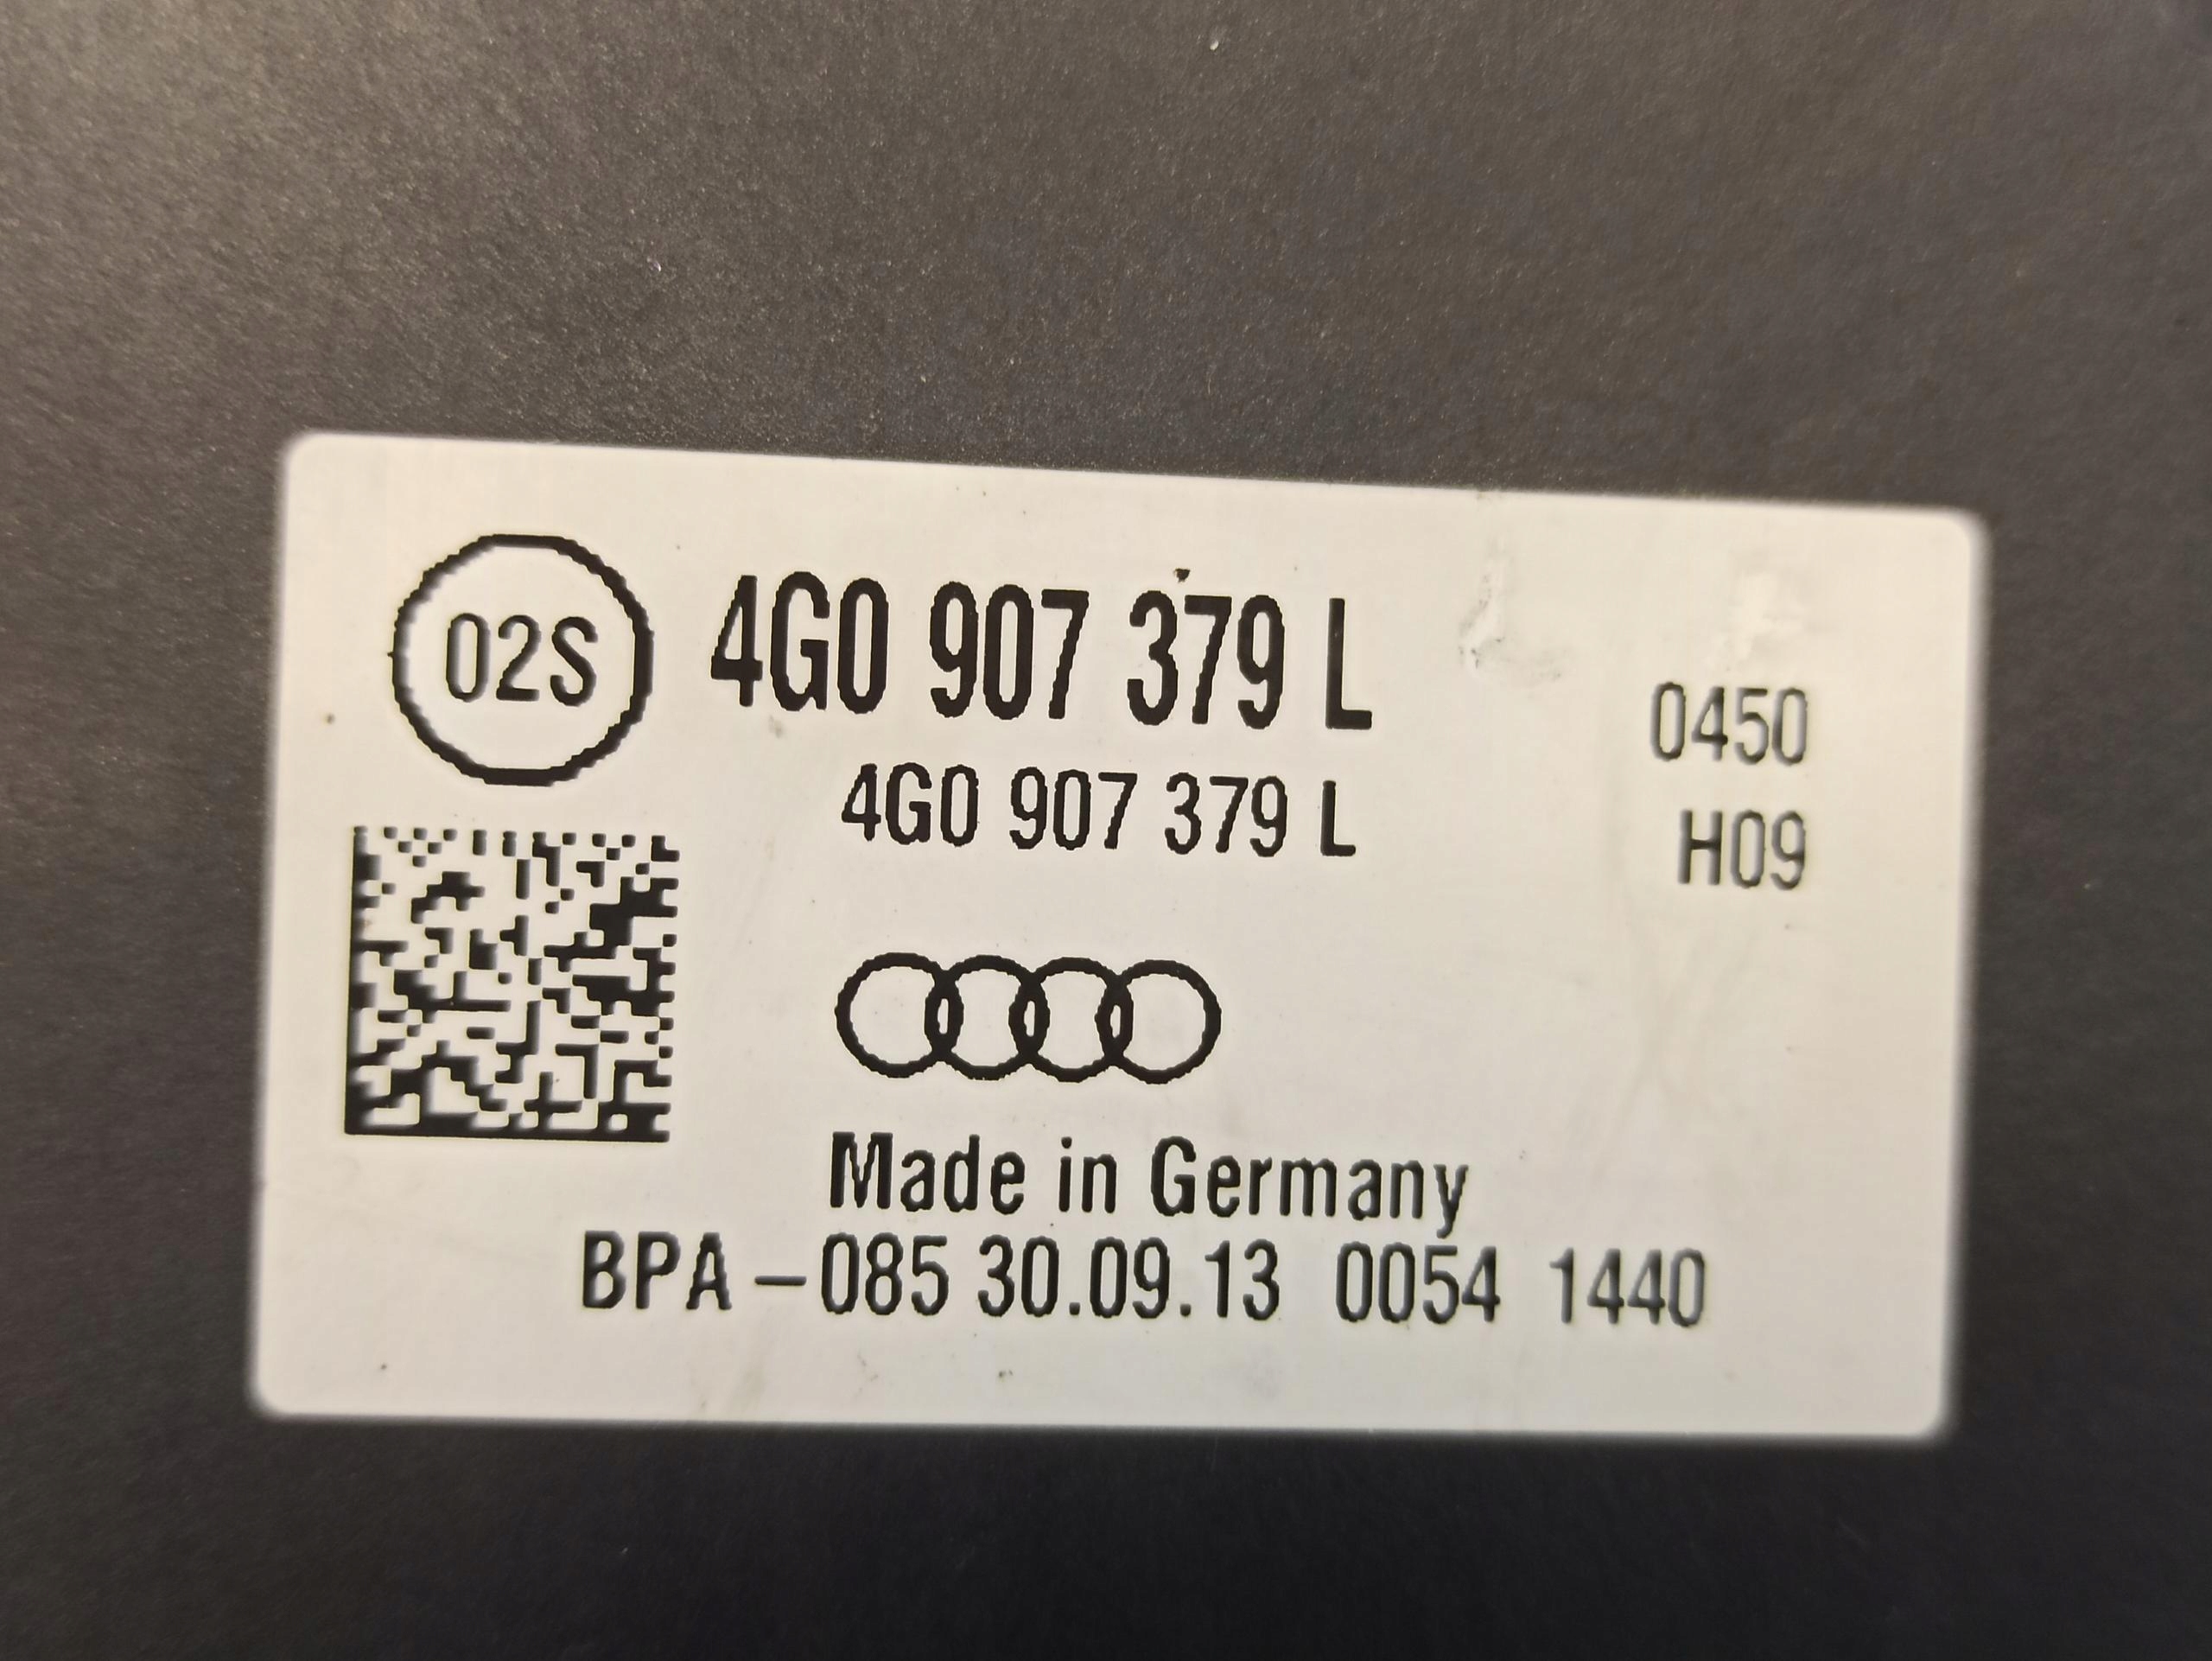 02S
4G0 907 379 L
4G0 907 379 L
0450
H09
Made in Germany
BPA –085 30.09.13 0054 1440